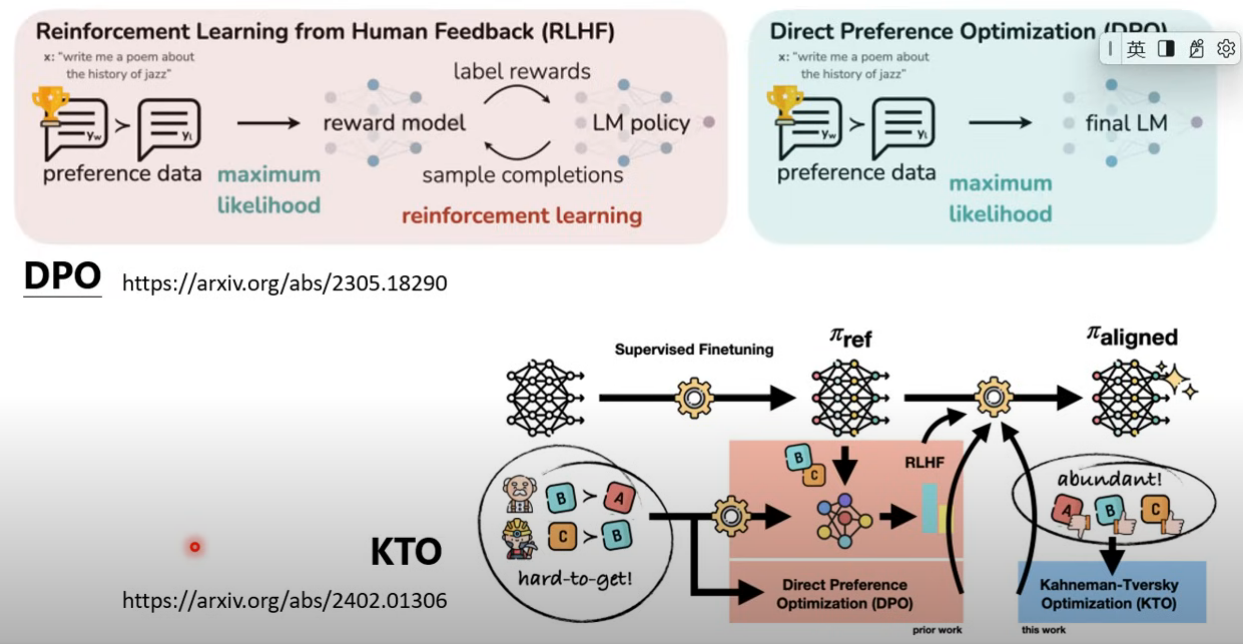 Reinforcement Learning from Human Feedback (RLHF)
x: "write me a poem about
the history of jazz"
label rewards
yw
yl
reward model
LM policy
preference data
maximum
likelihood
sample completions
reinforcement learning
Direct Preference Optimization (DPO)
x: "write me a poem about
the history of jazz"
英
yw
yl
final LM
preference data
maximum
likelihood
DPO
https://arxiv.org/abs/2305.18290
Supervised Finetuning
πref
πaligned
B
C
RLHF
abundant!
A
B
C
B > A
C > B
hard-to-get!
KTO
https://arxiv.org/abs/2402.01306
Direct Preference
Optimization (DPO)
prior work
Kahneman-Tversky
Optimization (KTO)
this work